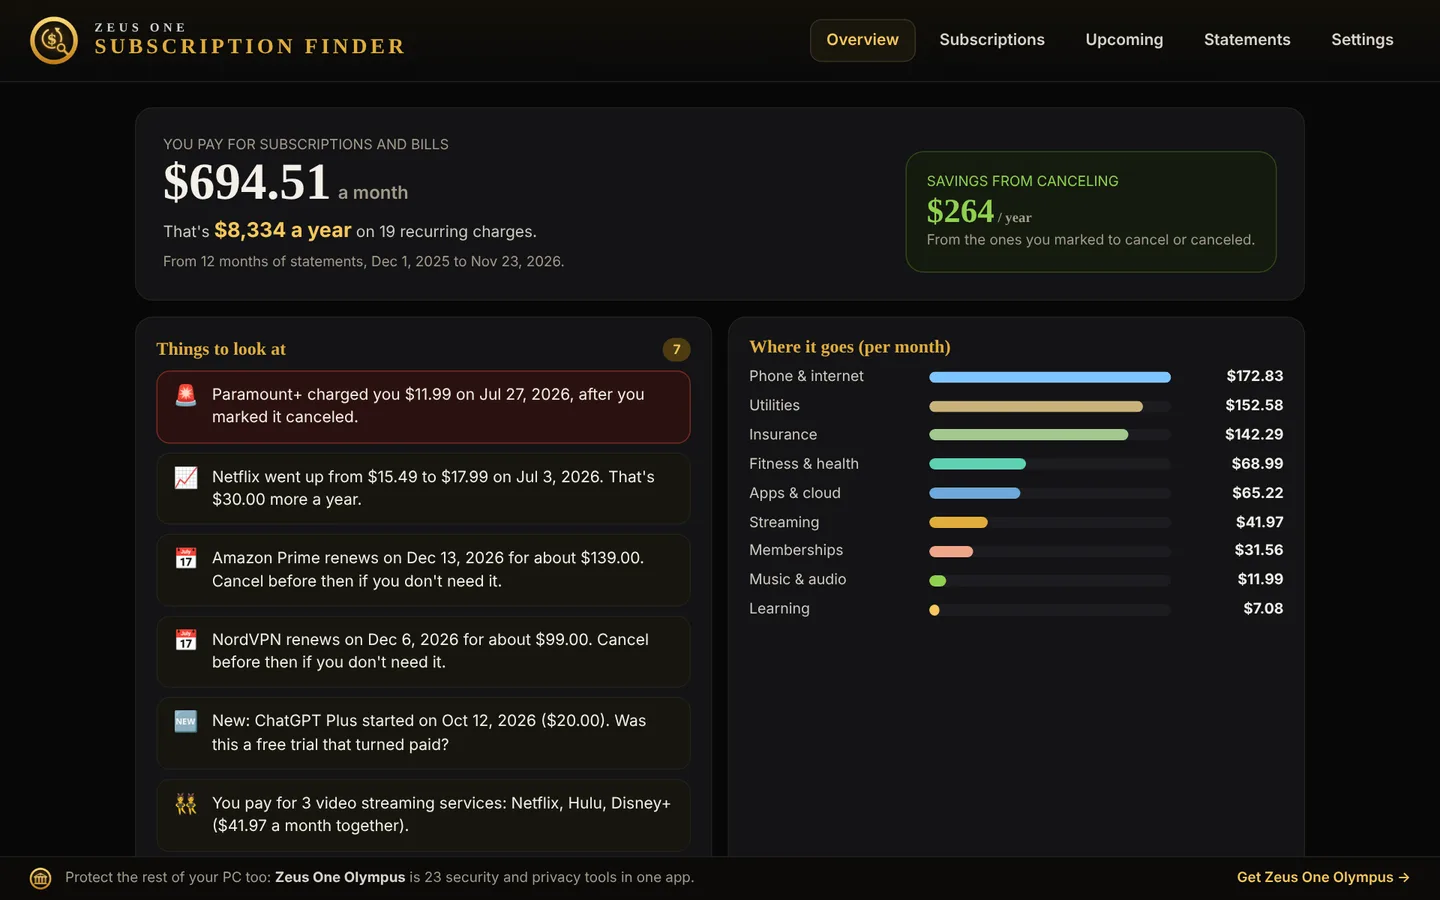 ZEUS ONE
SUBSCRIPTION FINDER
Overview
Subscriptions
Upcoming
Statements
Settings
YOU PAY FOR SUBSCRIPTIONS AND BILLS
$694.51 a month
That's $8,334 a year on 19 recurring charges.
From 12 months of statements, Dec 1, 2025 to Nov 23, 2026.
SAVINGS FROM CANCELING
$264 / year
From the ones you marked to cancel or canceled.
Things to look at
7
Paramount+ charged you $11.99 on Jul 27, 2026, after you
marked it canceled.
Netflix went up from $15.49 to $17.99 on Jul 3, 2026. That's
$30.00 more a year.
July
17
Amazon Prime renews on Dec 13, 2026 for about $139.00.
Cancel before then if you don't need it.
July
17
NordVPN renews on Dec 6, 2026 for about $99.00. Cancel
before then if you don't need it.
NEW
New: ChatGPT Plus started on Oct 12, 2026 ($20.00). Was
this a free trial that turned paid?
You pay for 3 video streaming services: Netflix, Hulu, Disney+
($41.97 a month together).
Where it goes (per month)
Phone & internet $172.83
Utilities $152.58
Insurance $142.29
Fitness & health $68.99
Apps & cloud $65.22
Streaming $41.97
Memberships $31.56
Music & audio $11.99
Learning $7.08
Protect the rest of your PC too: Zeus One Olympus is 23 security and privacy tools in one app.
Get Zeus One Olympus →